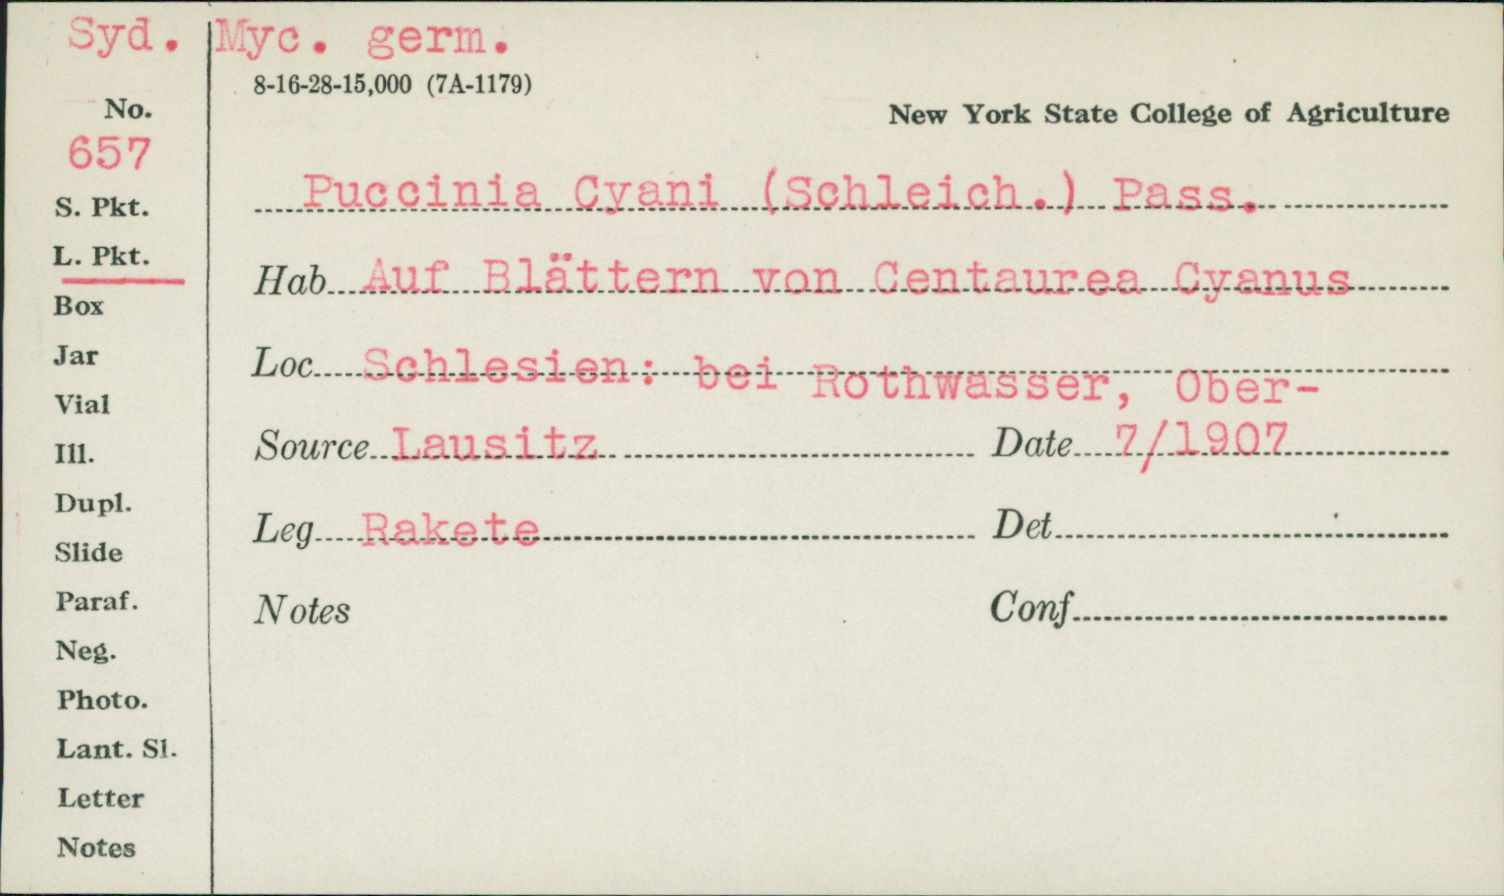 Syd. Myc. germ.
8-16-28-15,000 (7A-1179)
New York State College of Agriculture
No.
657
S. Pkt.
L. Pkt.
Box
Jar
Vial
Ill.
Dupl.
Slide
Paraf.
Neg.
Photo.
Lant. Sl.
Letter
Notes
Puccinia Cyani (Schleich.) Pass.
Hab. Auf Blättern von Centaurea Cyanus
Loc. Schlesien: bei Rothwasser, Ober-
Source Lausitz Date 7/1907
Leg. Rakete Det.
Notes Conf.